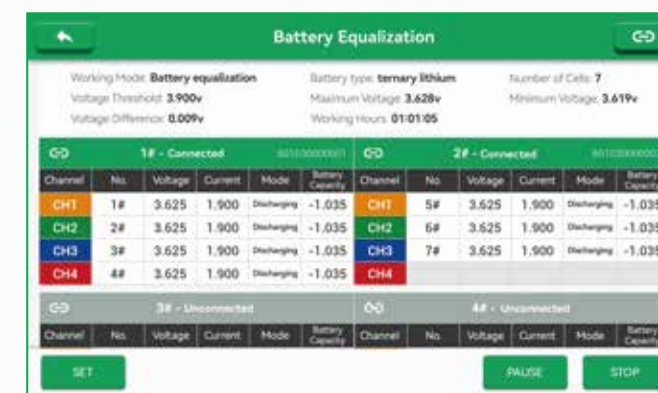 Battery Equalization
Working Mode: Battery equalization Battery type: ternary lithium Number of Cells: 7
Voltage Threshold: 3.900v Maximum Voltage: 3.628v Minimum Voltage: 3.619v
Voltage Difference: 0.009v Working Hours: 01:01:05
1# - Connected 2# - Connected
Channel No. Voltage Current Mode Battery Capacity Channel No. Voltage Current Mode Battery Capacity
CH1 1# 3.625 1.900 Discharging -1.035 CH1 5# 3.625 1.900 Discharging -1.035
CH2 2# 3.625 1.900 Discharging -1.035 CH2 6# 3.625 1.900 Discharging -1.035
CH3 3# 3.625 1.900 Discharging -1.035 CH3 7# 3.625 1.900 Discharging -1.035
CH4 4# 3.625 1.900 Discharging -1.035 CH4
3# - Unconnected 4# - Unconnected
Channel No. Voltage Current Mode Battery Capacity Channel No. Voltage Current Mode Battery Capacity
SET PAUSE STOP